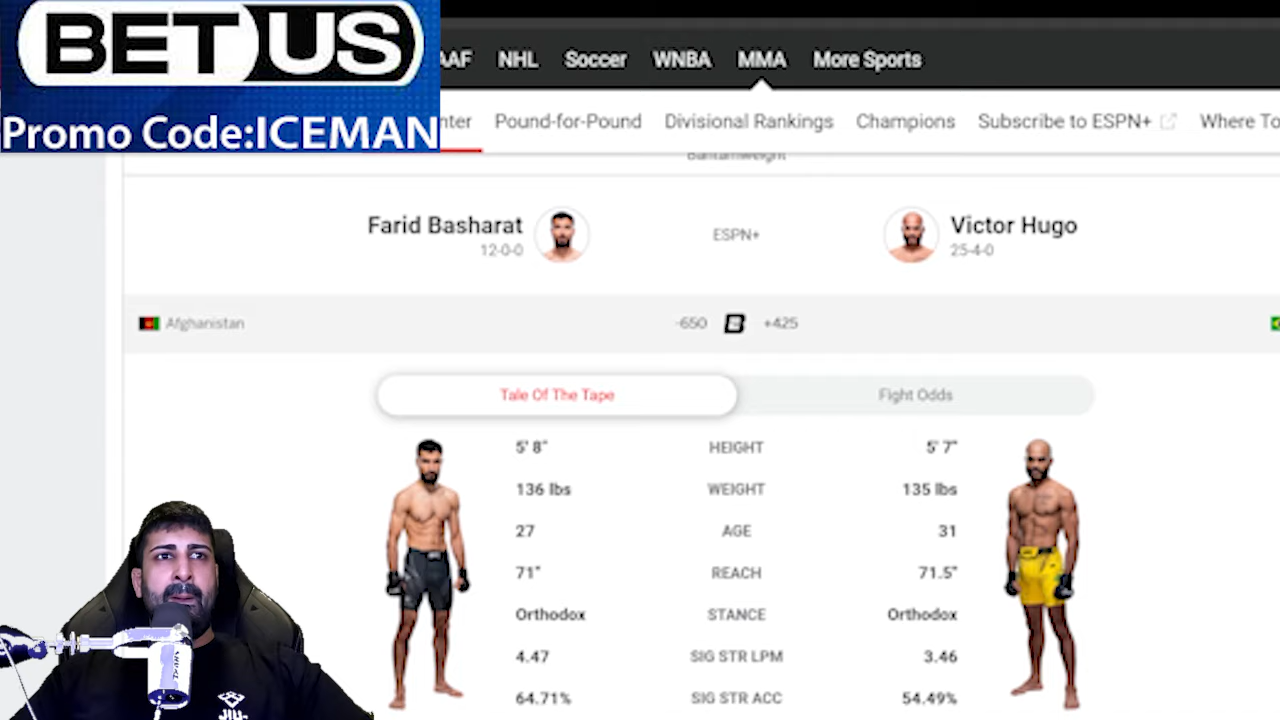 BET US
Promo Code:ICEMAN
NHL Soccer WNBA MMA More Sports
Pound-for-Pound Divisional Rankings Champions Subscribe to ESPN+ Where To
Bantamweight
Farid Basharat ESPN+ Victor Hugo
12-0-0 25-4-0
Afghanistan -650 +425
Tale Of The Tape Fight Odds
5' 8" HEIGHT 5' 7"
136 lbs WEIGHT 135 lbs
27 AGE 31
71" REACH 71.5"
Orthodox STANCE Orthodox
4.47 SIG STR LPM 3.46
64.71% SIG STR ACC 54.49%
JIU-